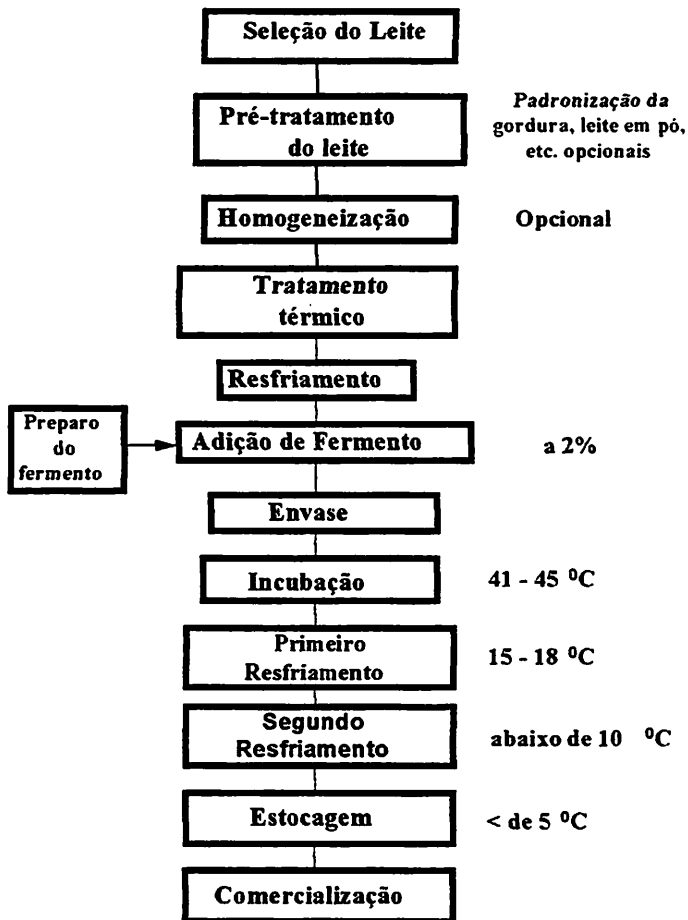 Seleção do Leite
Pré-tratamento
do leite
Padronização da
gordura, leite em pó,
etc. opcionais
Homogeneização
Opcional
Tratamento
térmico
Resfriamento
Preparo
do
fermento
Adição de Fermento
a 2%
Envase
Incubação
41 - 45 ⁰C
Primeiro
Resfriamento
15 - 18 ⁰C
Segundo
Resfriamento
abaixo de 10 ⁰C
Estocagem
< de 5 ⁰C
Comercialização